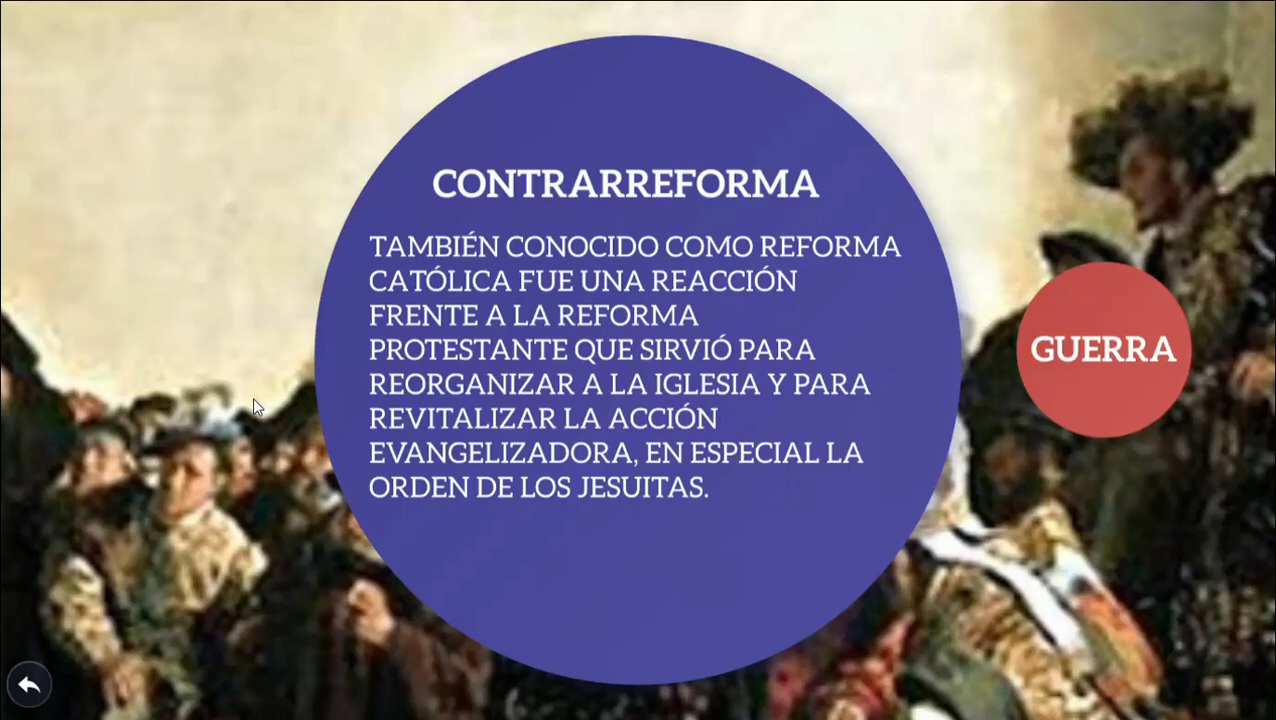 CONTRARREFORMA
TAMBIÉN CONOCIDO COMO REFORMA
CATÓLICA FUE UNA REACCIÓN
FRENTE A LA REFORMA
PROTESTANTE QUE SIRVIÓ PARA
REORGANIZAR A LA IGLESIA Y PARA
REVITALIZAR LA ACCIÓN
EVANGELIZADORA, EN ESPECIAL LA
ORDEN DE LOS JESUITAS.
GUERRA